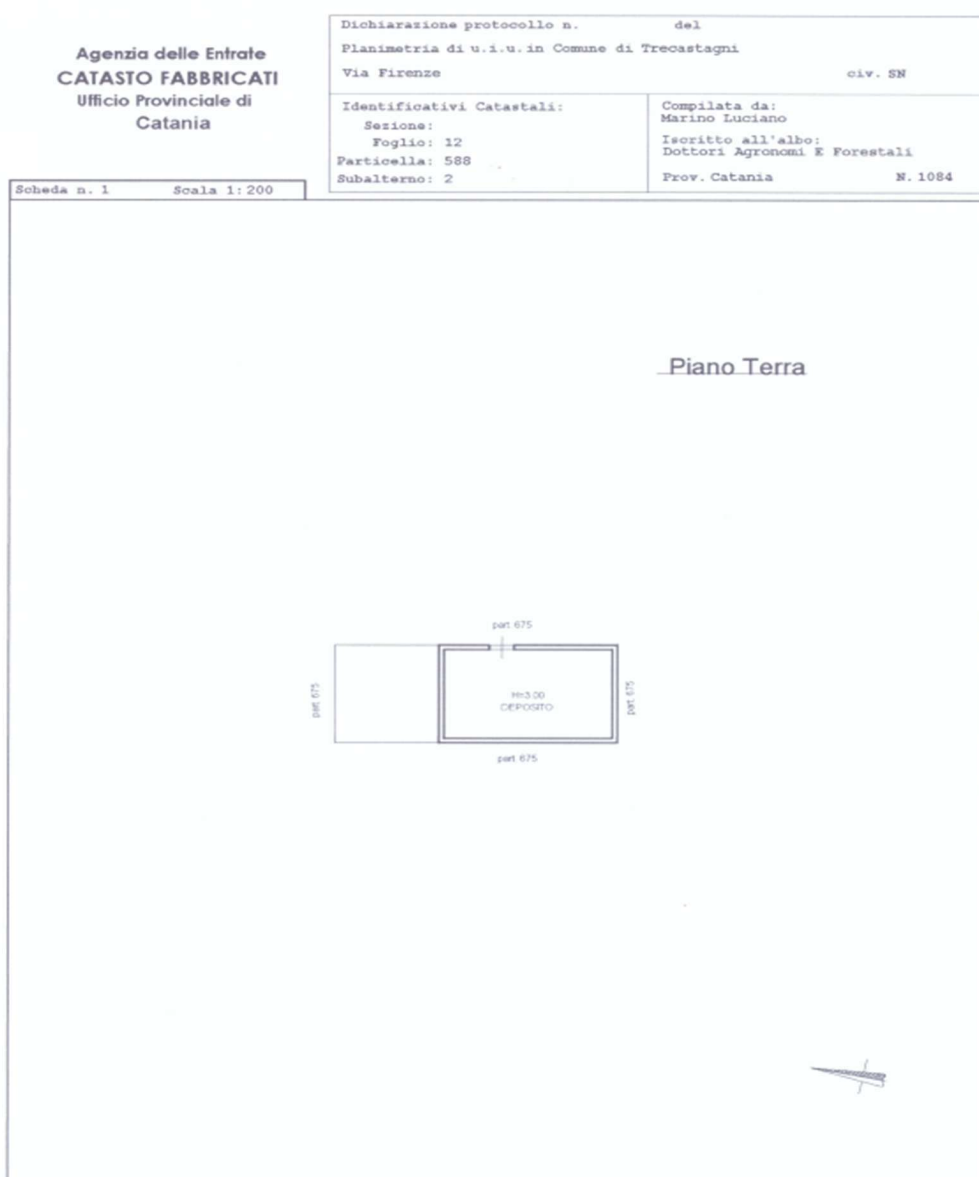 Agenzia delle Entrate
CATASTO FABBRICATI
Ufficio Provinciale di
Catania
Dichiarazione protocollo n. del
Planimetria di u.i.u. in Comune di Trecastagni
Via Firenze civ. SN
Identificativi Catastali:
Sezione:
Foglio: 12
Particella: 588
Subalterno: 2
Compilata da:
Marino Luciano
Iscritto all'albo:
Dottori Agronomi E Forestali
Prov. Catania N. 1084
Scheda n. 1 Scala 1:200
Piano Terra
part 675
part 675
H=3.00
DEPOSITO
part 675
part 675